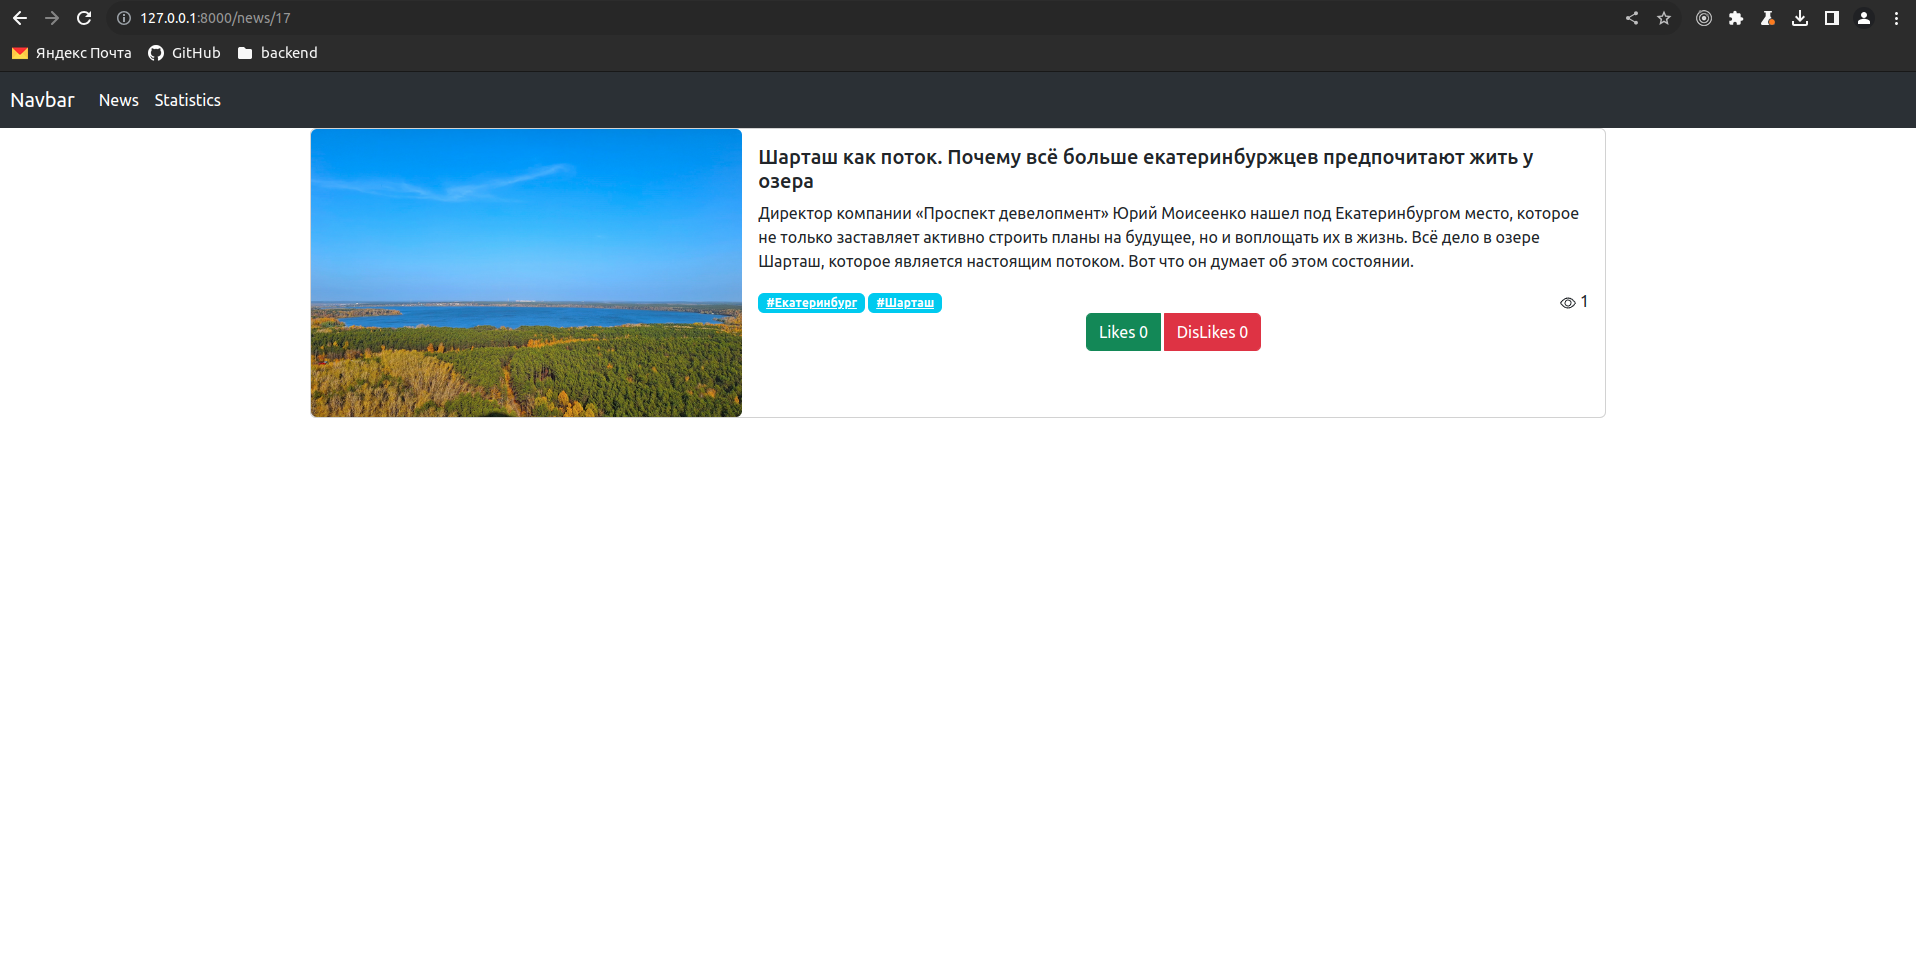 127.0.0.1:8000/news/17
Яндекс Почта GitHub backend
Navbar News Statistics
Шарташ как поток. Почему всё больше екатеринбуржцев предпочитают жить у
озера
Директор компании «Проспект девелопмент» Юрий Моисеенко нашел под Екатеринбургом место, которое
не только заставляет активно строить планы на будущее, но и воплощать их в жизнь. Всё дело в озере
Шарташ, которое является настоящим потоком. Вот что он думает об этом состоянии.
#Екатеринбург #Шарташ 1
Likes 0 DisLikes 0